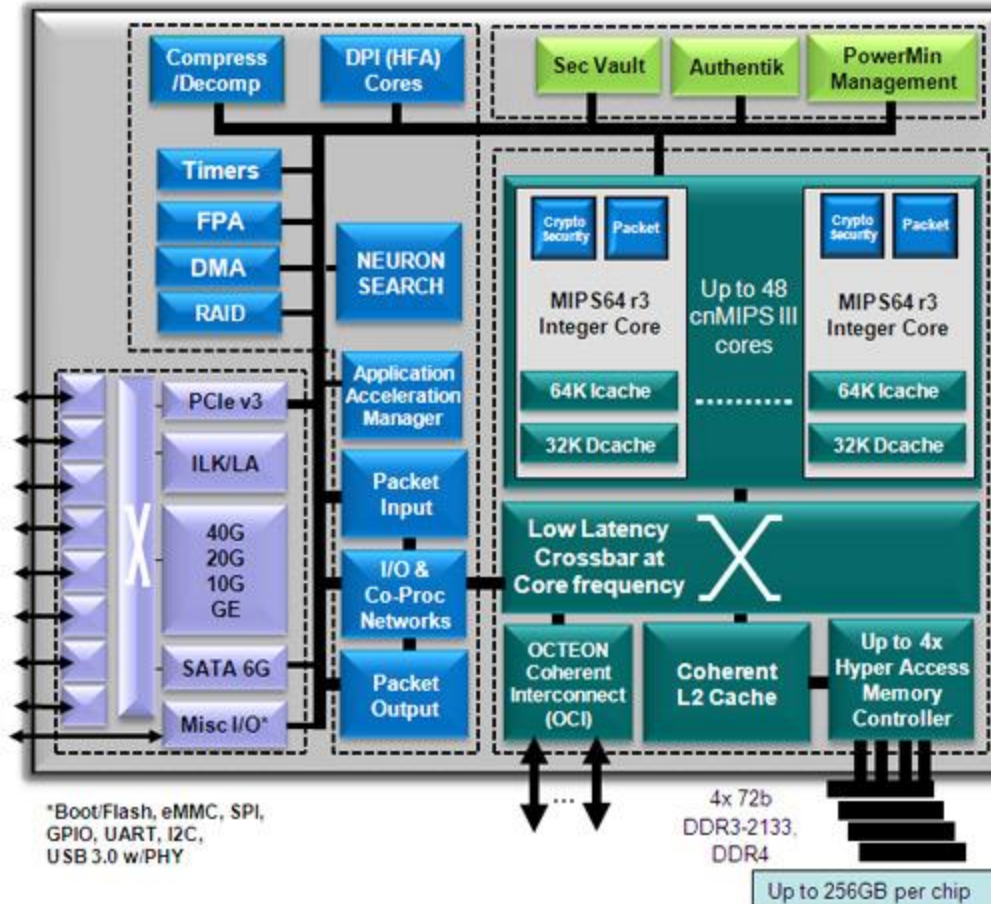 Compress
/Decomp
DPI (HFA)
Cores
Sec Vault
Authentik
PowerMin
Management
Timers
FPA
DMA
RAID
NEURON
SEARCH
Crypto
Security
Packet
MIPS64 r3
Integer Core
64K Icache
32K Dcache
Up to 48
cnMIPS III
cores
Crypto
Security
Packet
MIPS64 r3
Integer Core
64K Icache
32K Dcache
PCIe v3
ILK/LA
40G
20G
10G
GE
SATA 6G
Misc I/O*
Application
Acceleration
Manager
Packet
Input
I/O &
Co-Proc
Networks
Packet
Output
Low Latency
Crossbar at
Core frequency
OCTEON
Coherent
Interconnect
(OCI)
Coherent
L2 Cache
Up to 4x
Hyper Access
Memory
Controller
*Boot/Flash, eMMC, SPI,
GPIO, UART, I2C,
USB 3.0 w/PHY
...
4x 72b
DDR3-2133,
DDR4
Up to 256GB per chip